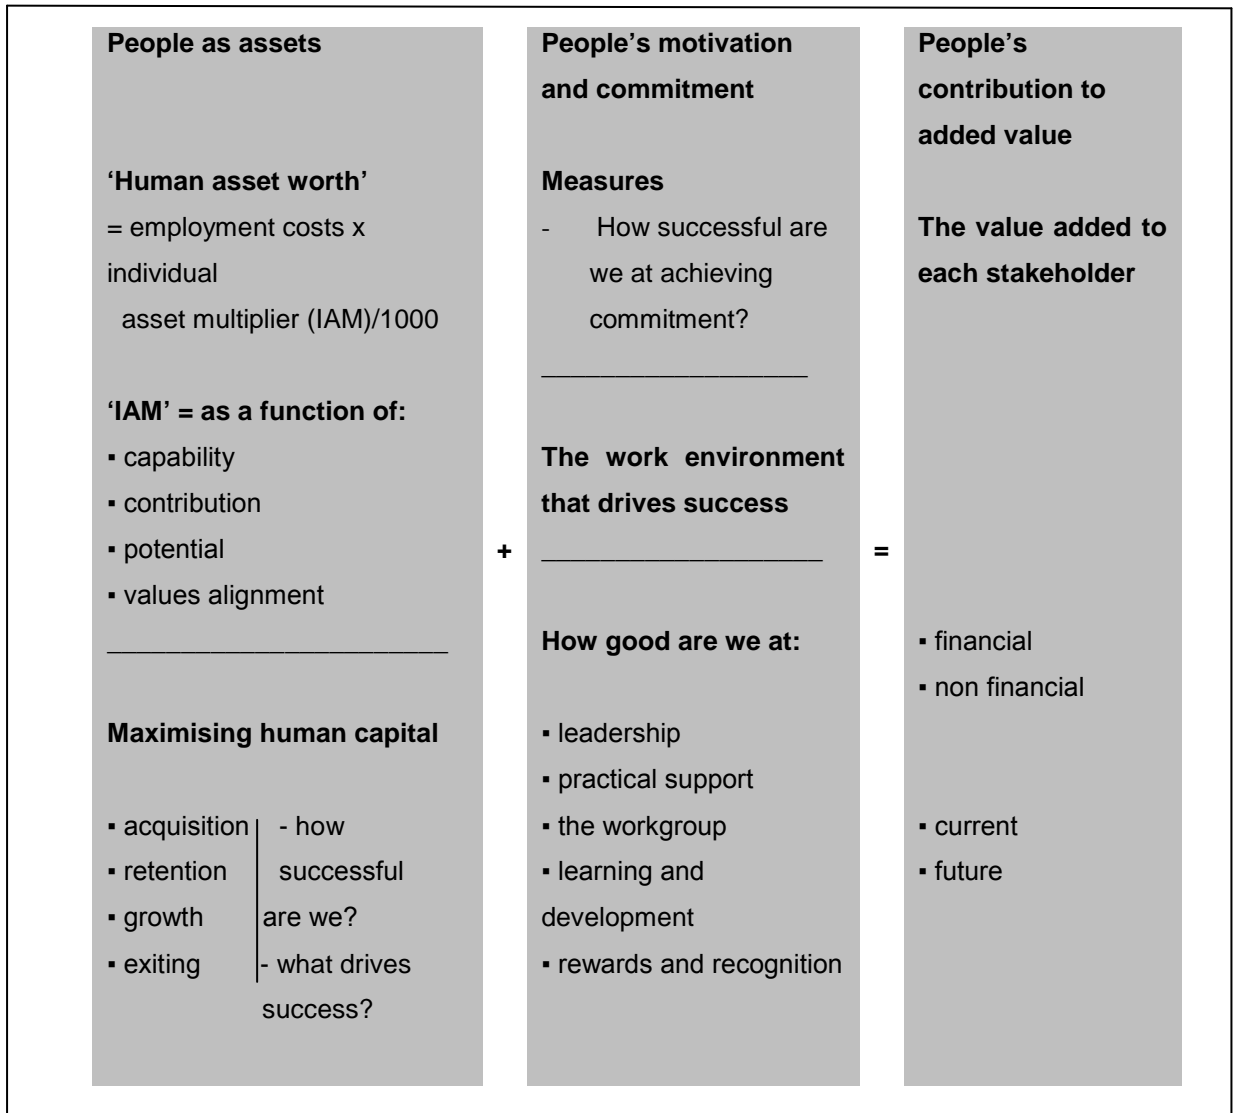 People as assets
‘Human asset worth’
= employment costs x
individual
asset multiplier (IAM)/1000
‘IAM’ = as a function of:
▪ capability
▪ contribution
▪ potential
▪ values alignment
Maximising human capital
▪ acquisition - how
▪ retention successful
▪ growth are we?
▪ exiting - what drives
success?
+
People’s motivation
and commitment
Measures
- How successful are
we at achieving
commitment?
The work environment
that drives success
How good are we at:
▪ leadership
▪ practical support
▪ the workgroup
▪ learning and
development
▪ rewards and recognition
=
People’s
contribution to
added value
The value added to
each stakeholder
▪ financial
▪ non financial
▪ current
▪ future